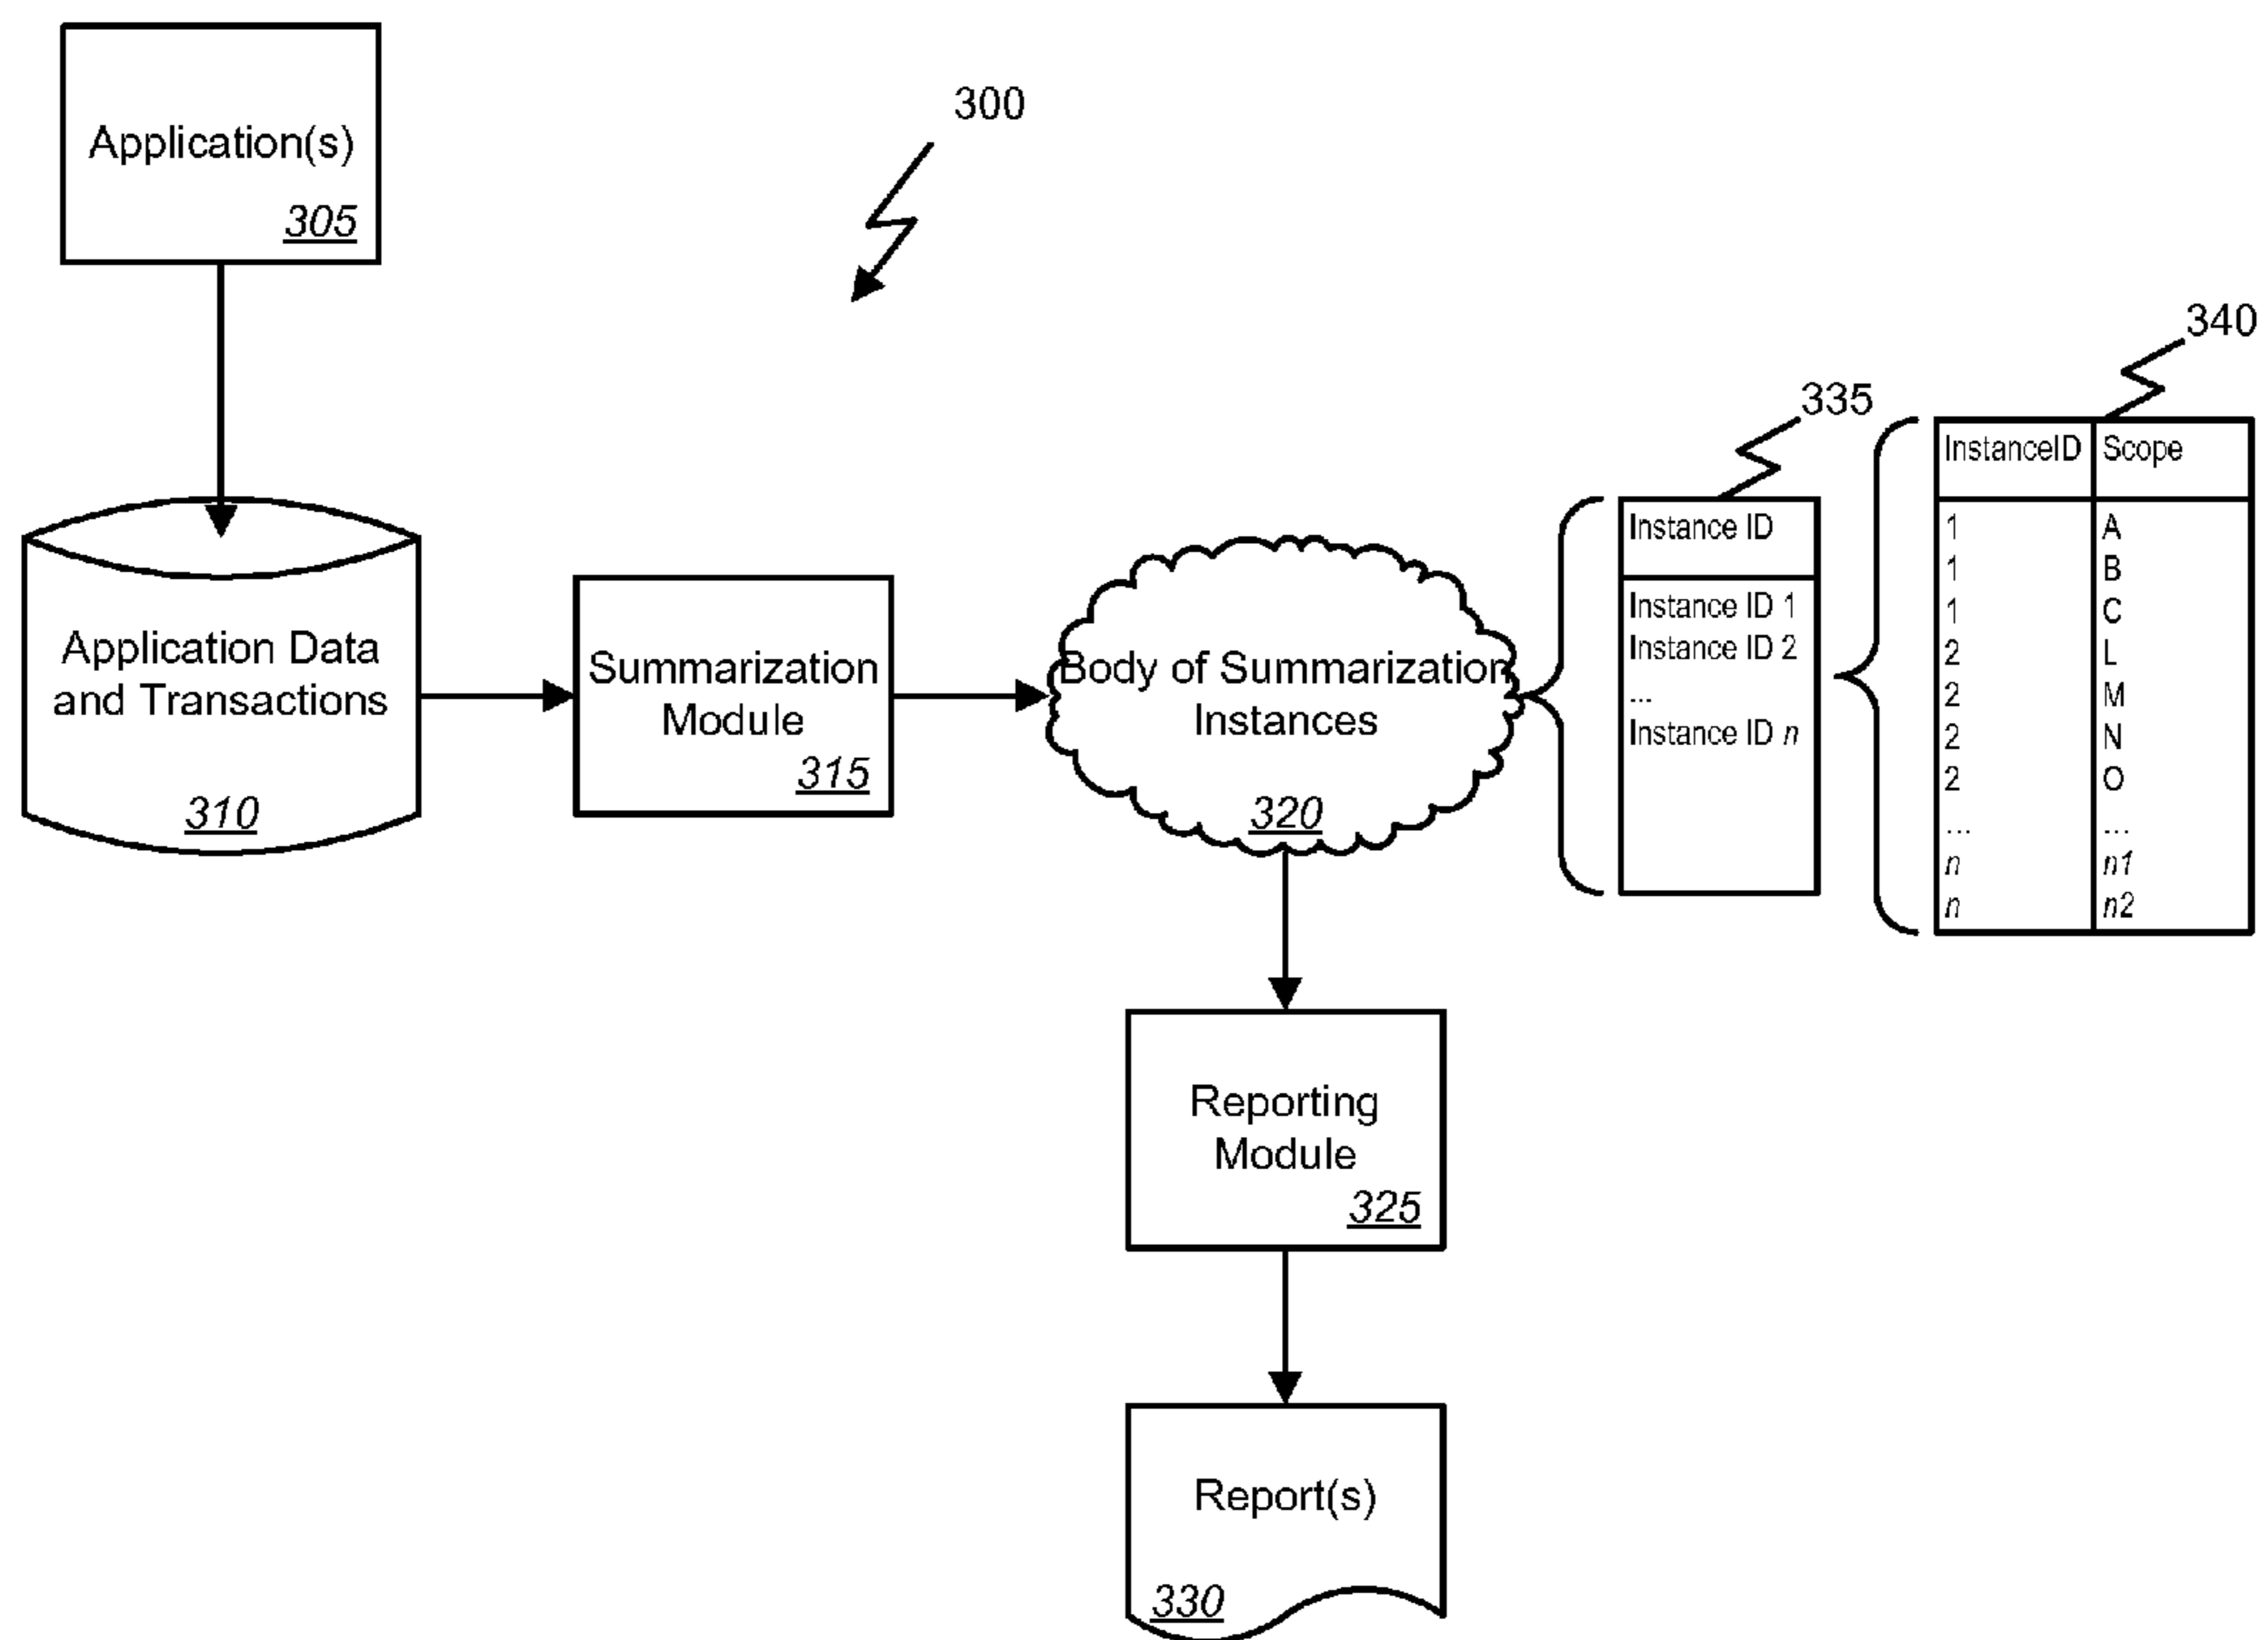 Application(s)
305
300
340
335
InstanceID Scope
1 A
1 B
1 C
2 L
2 M
2 N
2 O
... ...
n n1
n n2
Instance ID
Instance ID 1
Instance ID 2
...
Instance ID n
Application Data
and Transactions
310
Summarization
Module
315
Body of Summarization
Instances
320
Reporting
Module
325
Report(s)
330